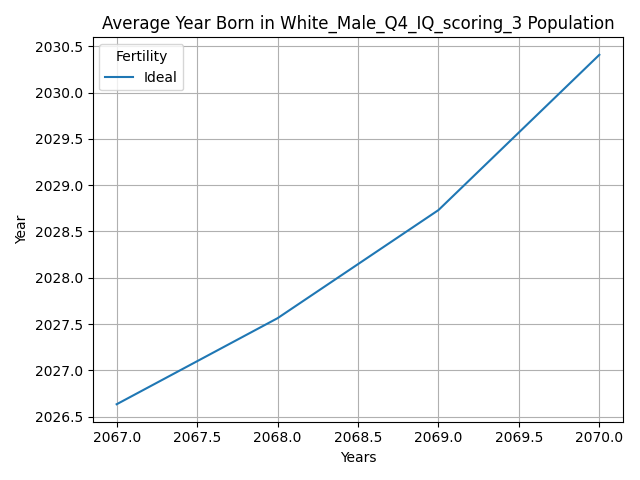 Average Year Born in White_Male_Q4_IQ_scoring_3 Population
Fertility
Ideal
2030.5
2030.0
2029.5
2029.0
2028.5
2028.0
2027.5
2027.0
2026.5
Year
2067.0 2067.5 2068.0 2068.5 2069.0 2069.5 2070.0
Years